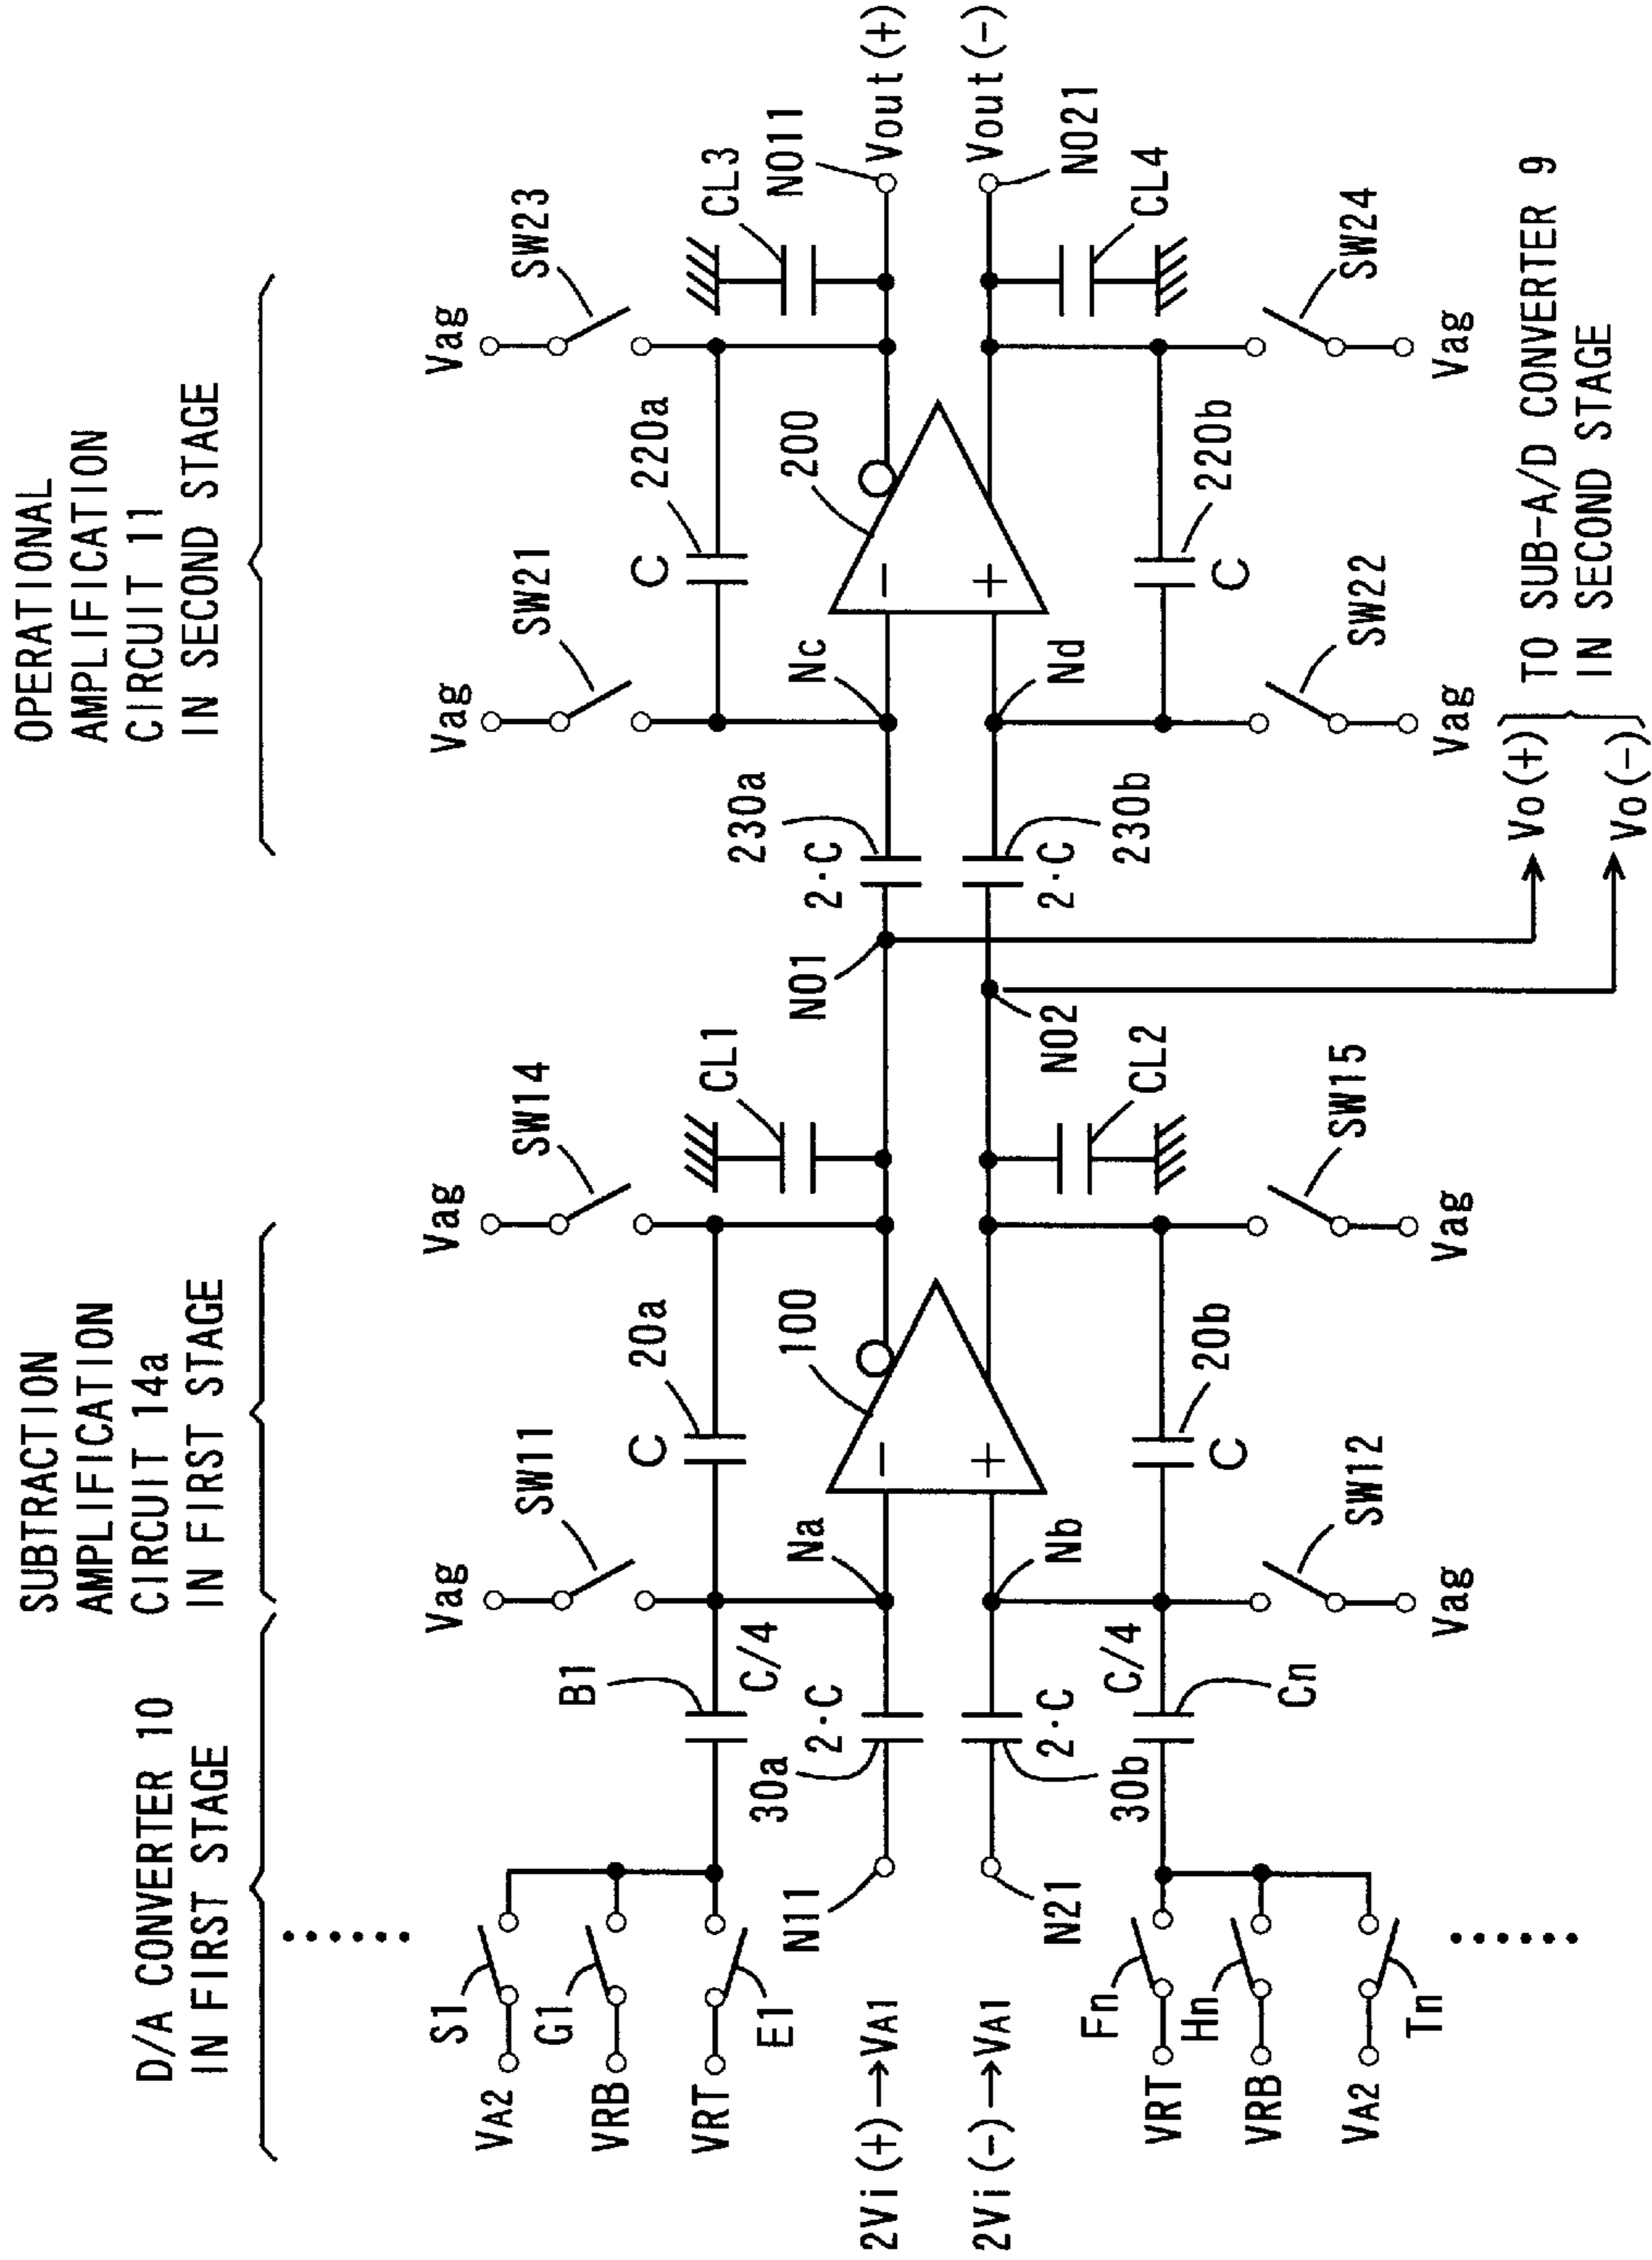 D/A CONVERTER 10
IN FIRST STAGE
SUBTRACTION
AMPLIFICATION
CIRCUIT 14a
IN FIRST STAGE
OPERATIONAL
AMPLIFICATION
CIRCUIT 11
IN SECOND STAGE
Vag
SW11
Vag
SW14
Vag
SW21
Vag
SW23
S1
VA2
G1
VRB
VRT
E1
B1
C/4
C
20a
CL1
C
220a
CL3
2Vi(+)→VA1
N11
30a
2·C
Na
−
100
NO1
2·C
230a
Nc
−
200
NO11
Vout(+)
2Vi(−)→VA1
N21
30b
2·C
Nb
+
NO2
2·C
230b
Nd
+
NO21
Vout(−)
Fn
VRT
Hn
VRB
VA2
Tn
C/4
Cn
C
20b
CL2
C
220b
CL4
SW12
Vag
SW15
Vag
SW22
Vag
SW24
Vag
Vo(+)
Vo(−)
TO SUB-A/D CONVERTER 9
IN SECOND STAGE